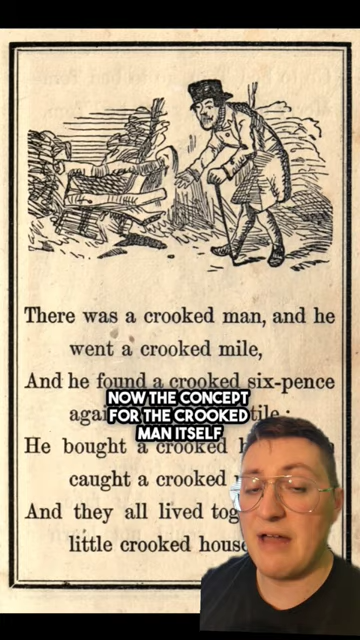 There was a crooked man, and he
went a crooked mile,
And he found a crooked six-pence
NOW THE CONCEPT
FOR THE CROOKED
MAN ITSELF
He bought a crooked
caught a crooked
And they all lived
little crooked house